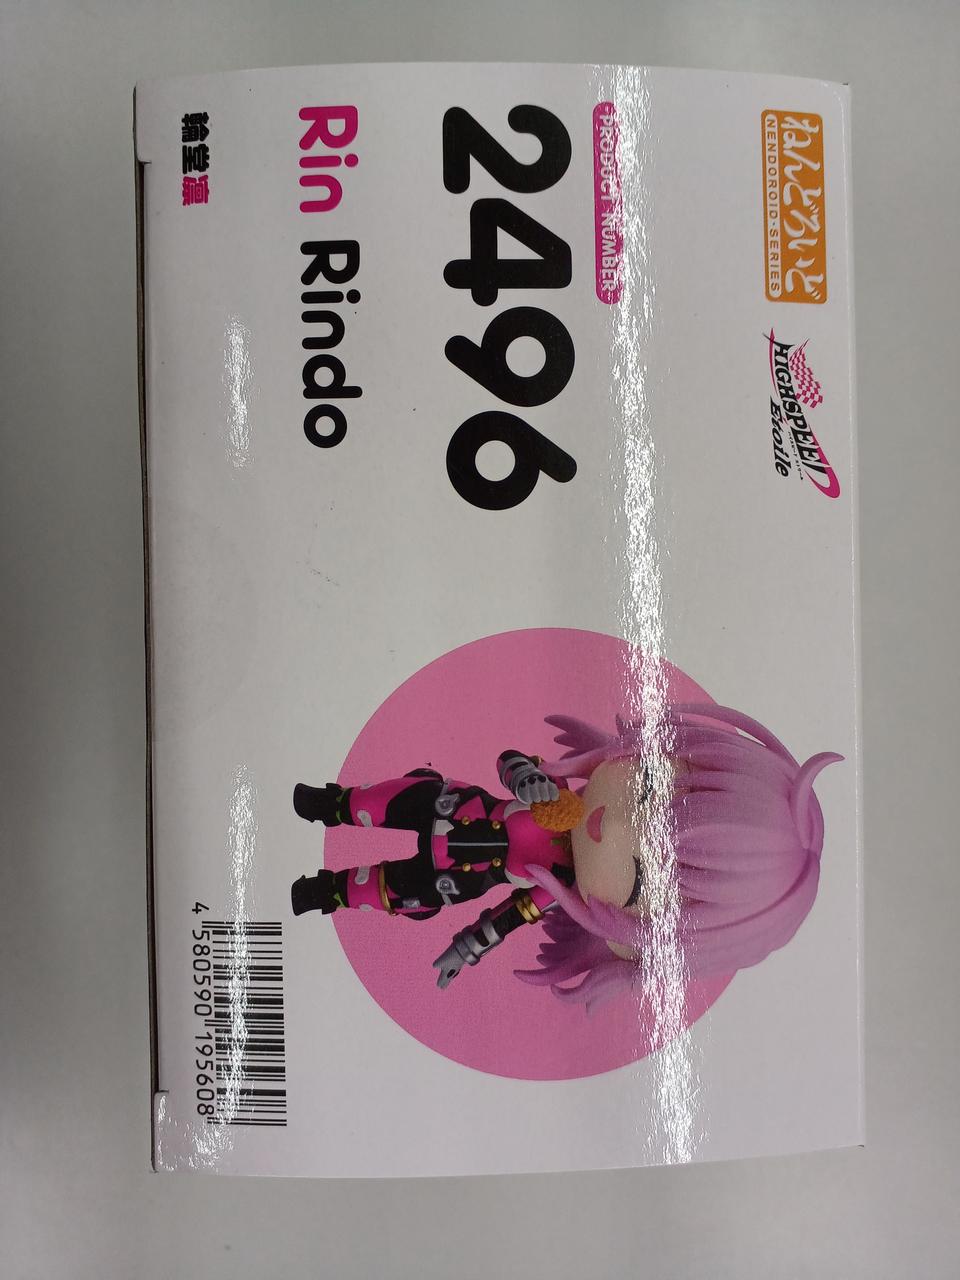 ねんどろいど
NENDOROID·SERIES
HIGHSPEED
Étoile
PRODUCT NUMBER
2496
Rin Rindo
輪堂凛
4 580590 195608